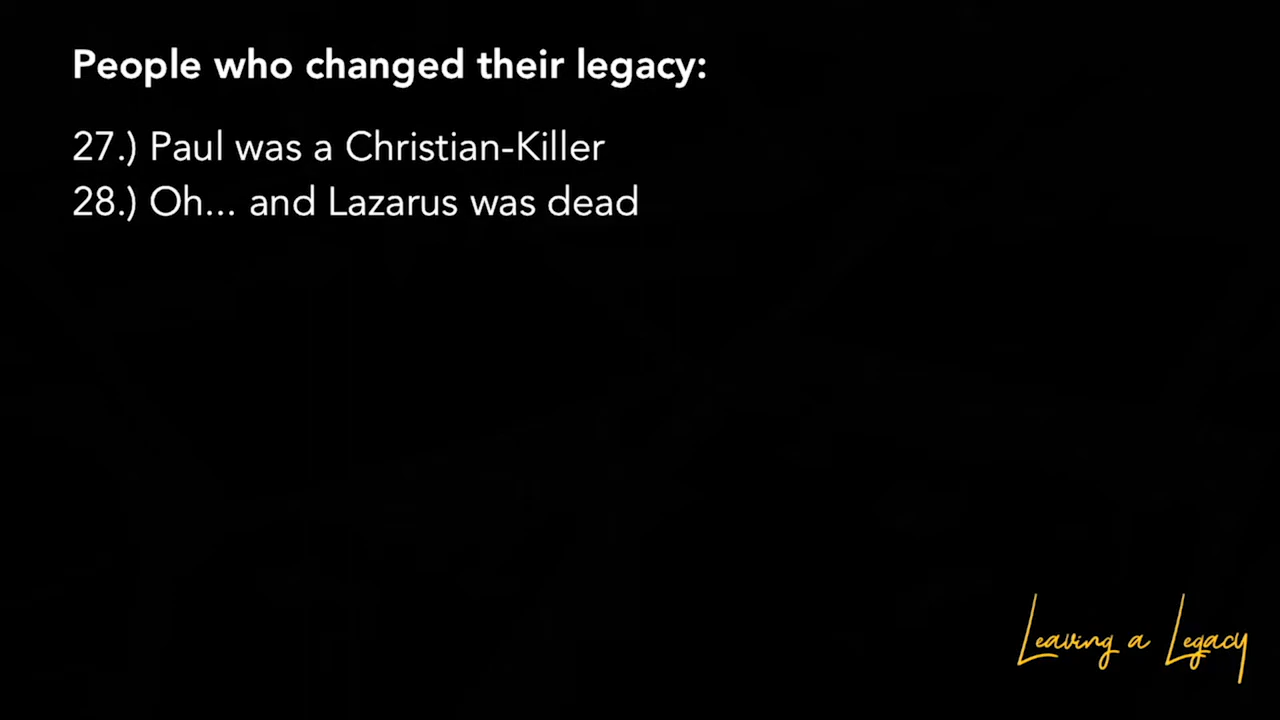 People who changed their legacy:
27.) Paul was a Christian-Killer
28.) Oh... and Lazarus was dead
Leaving a Legacy